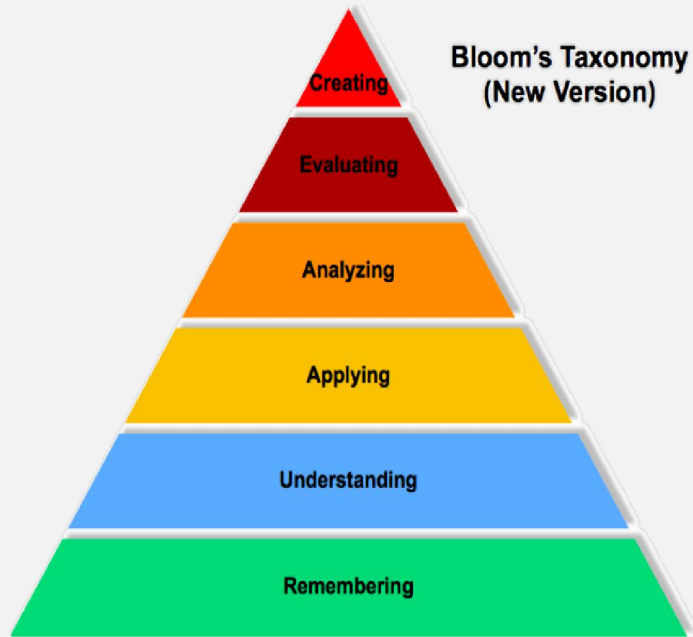 Bloom's Taxonomy
(New Version)
Creating
Evaluating
Analyzing
Applying
Understanding
Remembering